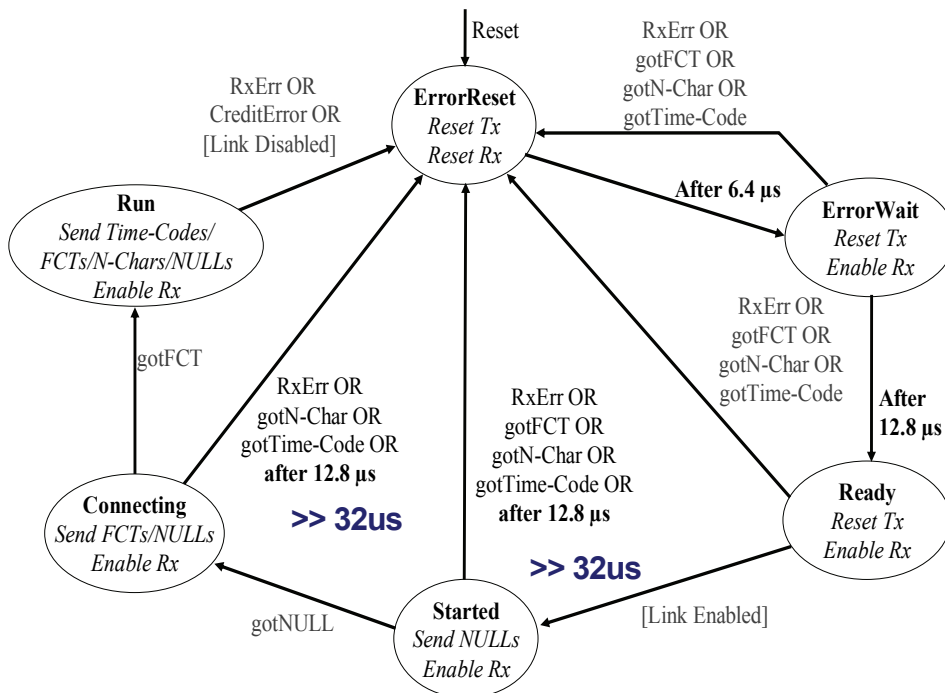 Reset
RxErr OR
gotFCT OR
gotN-Char OR
gotTime-Code
RxErr OR
CreditError OR
[Link Disabled]
ErrorReset
Reset Tx
Reset Rx
After 6.4 µs
ErrorWait
Reset Tx
Enable Rx
Run
Send Time-Codes/
FCTs/N-Chars/NULLs
Enable Rx
RxErr OR
gotFCT OR
gotN-Char OR
gotTime-Code
gotFCT
RxErr OR
gotN-Char OR
gotTime-Code OR
after 12.8 µs
RxErr OR
gotFCT OR
gotN-Char OR
gotTime-Code OR
after 12.8 µs
After
12.8 µs
Connecting
Send FCTs/NULLs
Enable Rx
>> 32us
>> 32us
Ready
Reset Tx
Enable Rx
gotNULL
Started
Send NULLs
Enable Rx
[Link Enabled]